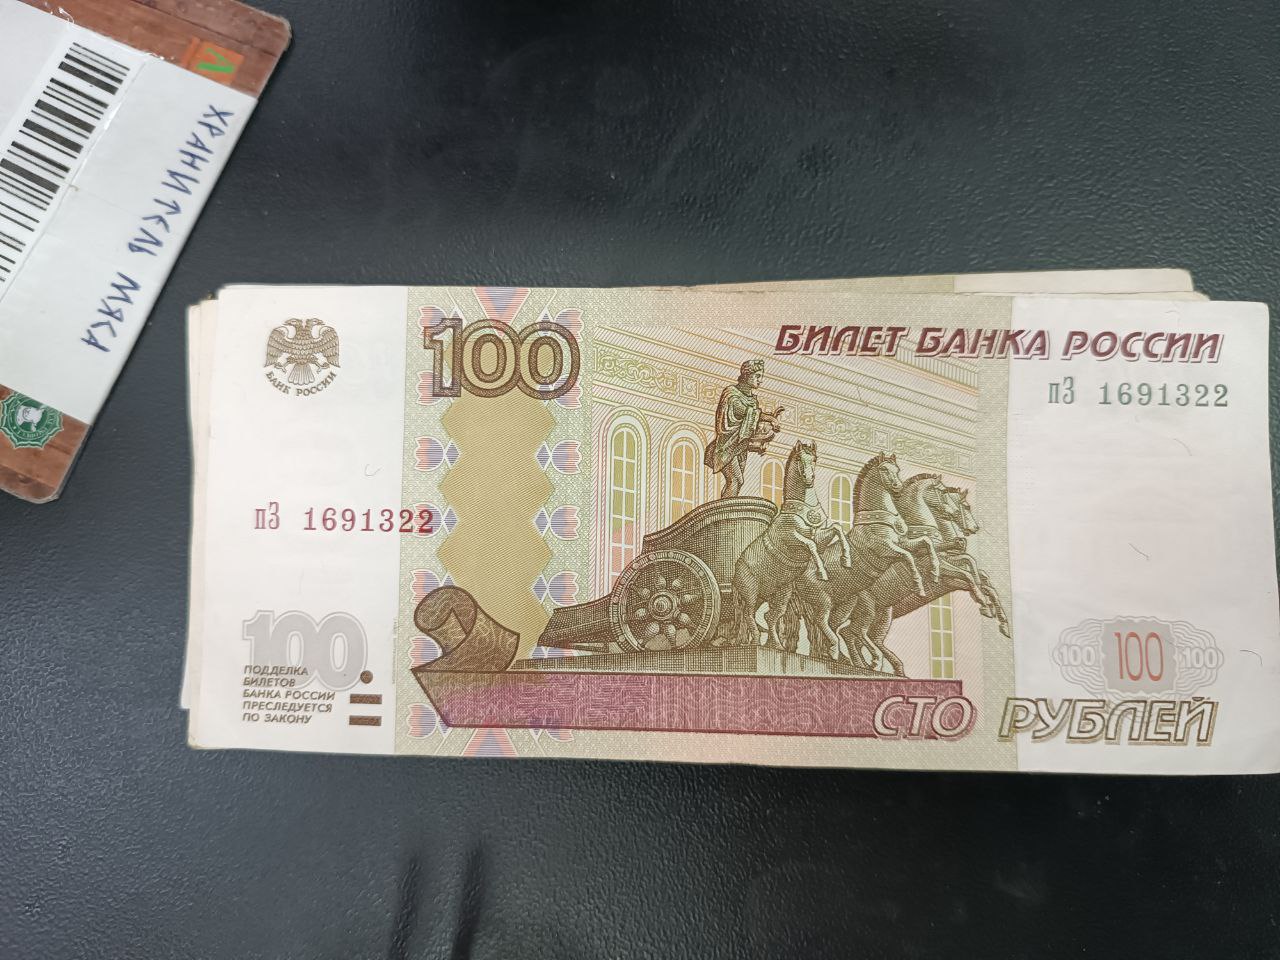 ХРАНИТЕЛЬ МЯСА
БАНК РОССИИ
100
БИЛЕТ БАНКА РОССИИ
пЗ 1691322
пЗ 1691322
100
ПОДДЕЛКА
БИЛЕТОВ
БАНКА РОССИИ
ПРЕСЛЕДУЕТСЯ
ПО ЗАКОНУ
100 100 100
СТО РУБЛЕЙ